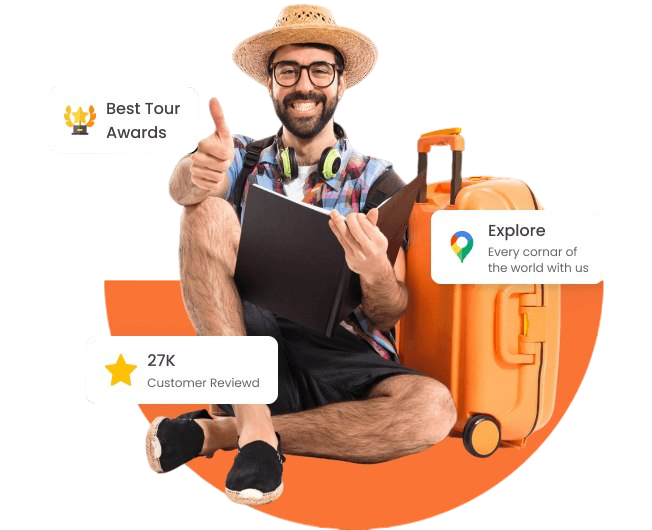 Best Tour
Awards
Explore
Every cornar of
the world with us
27K
Customer Reviewd